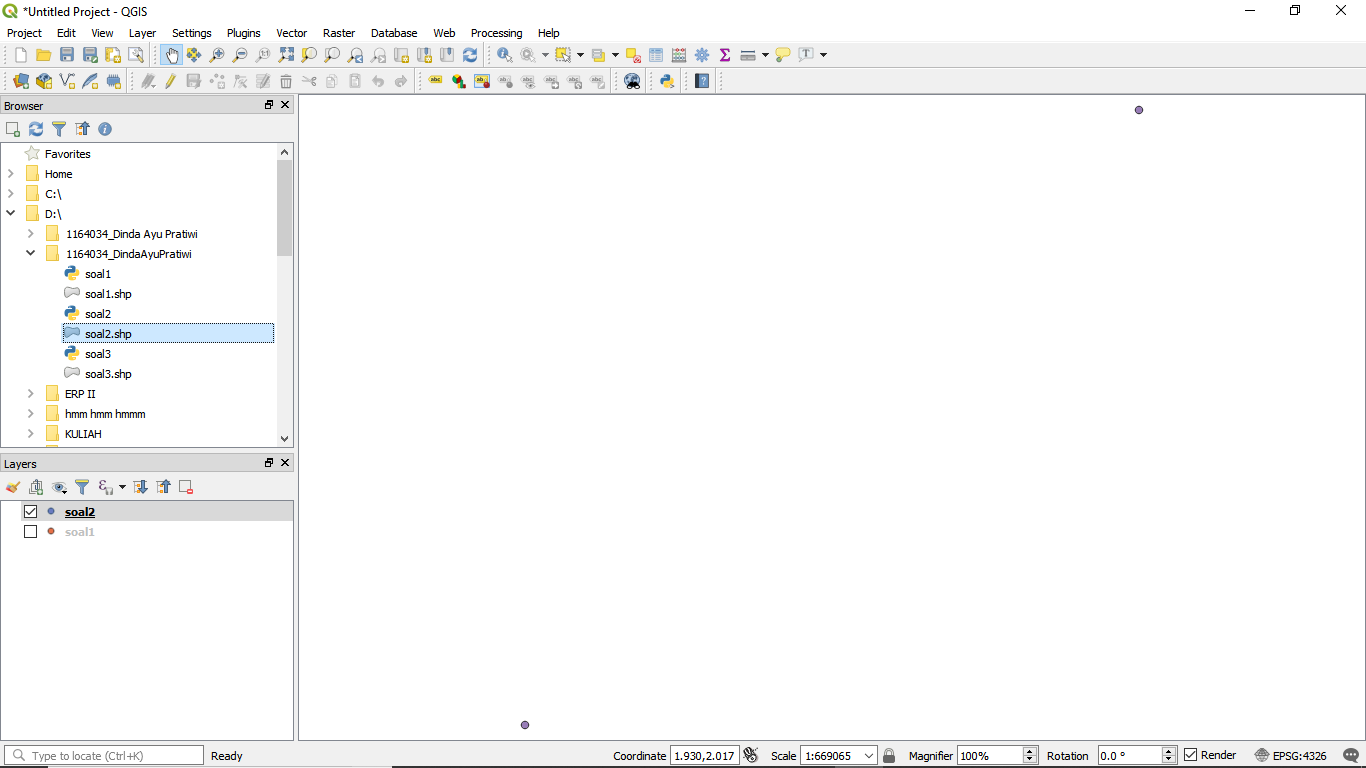 *Untitled Project - QGIS
Project Edit View Layer Settings Plugins Vector Raster Database Web Processing Help
Browser
Favorites
Home
C:\
D:\
1164034_Dinda Ayu Pratiwi
1164034_DindaAyuPratiwi
soal1
soal1.shp
soal2
soal2.shp
soal3
soal3.shp
ERP II
hmm hmm hmmm
KULIAH
Layers
soal2
soal1
Type to locate (Ctrl+K) Ready Coordinate 1.930,2.017 Scale 1:669065 Magnifier 100% Rotation 0.0 ° Render EPSG:4326